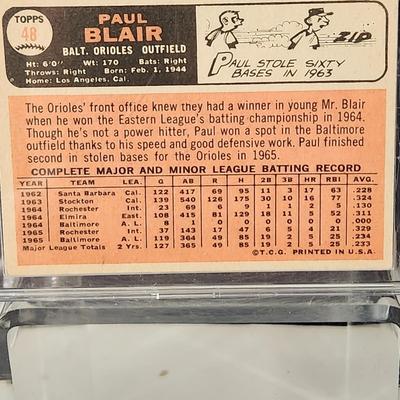 TOPPS
48
PAUL
BLAIR
BALT. ORIOLES OUTFIELD
Ht: 6'0" Wt: 170 Bats: Right
Throws: Right Born: Feb. 1, 1944
Home: Los Angeles, Cal.
ZIP
PAUL STOLE SIXTY
BASES IN 1963
The Orioles' front office knew they had a winner in young Mr. Blair
when he won the Eastern League's batting championship in 1964.
Though he's not a power hitter, Paul won a spot in the Baltimore
outfield thanks to his speed and good defensive work. Paul finished
second in stolen bases for the Orioles in 1965.
COMPLETE MAJOR AND MINOR LEAGUE BATTING RECORD
YEAR TEAM LEA. G AB R H 2B 3B HR RBI AVG.
1962 Santa Barbara Cal. 122 417 69 95 11 3 17 63 .228
1963 Stockton Cal. 139 540 126 175 30 4 16 77 .324
1964 Rochester Int. 3 23 1 3 0 1 1 2 .130
1964 Elmira East. 108 415 81 129 18 11 5 52 .311
1964 Baltimore A. L. 8 1 0 0 0 0 0 0 .000
1965 Rochester Int. 37 143 17 47 6 5 4 21 .329
1965 Baltimore A. L. 119 364 49 85 19 2 5 25 .234
Major League Totals 2 Yrs. 127 365 49 85 19 2 5 25 .233
©T.C.G. PRINTED IN U.S.A.